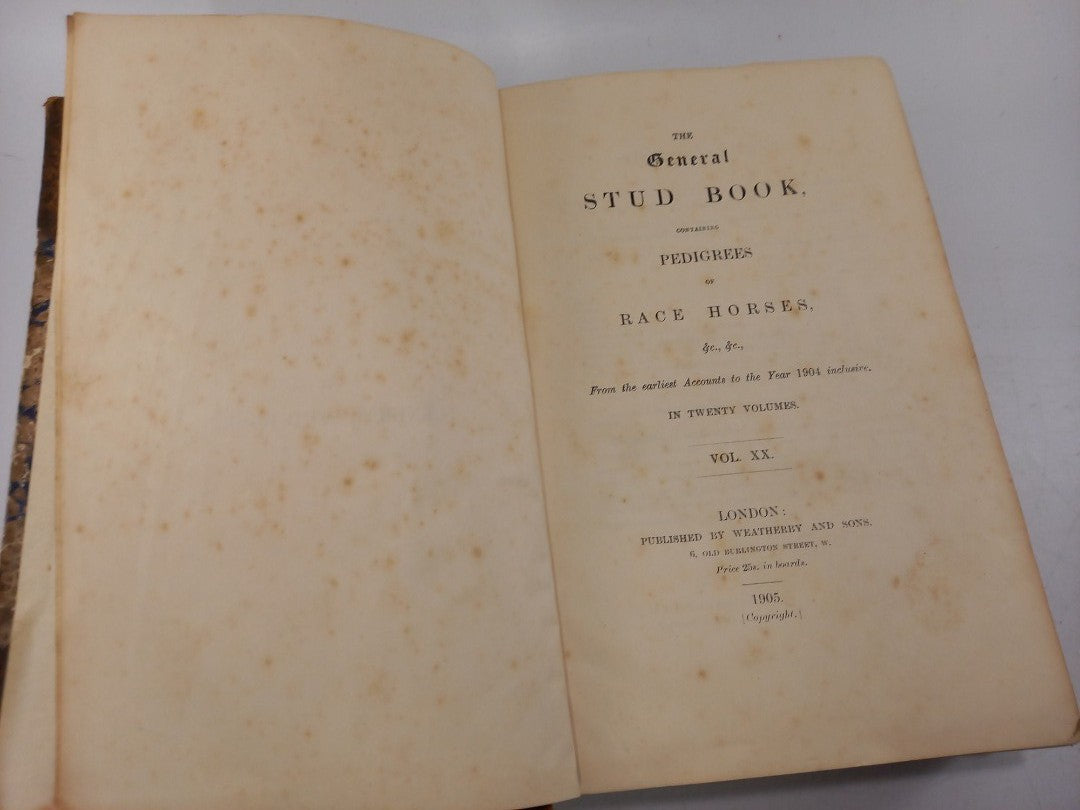 THE
General
STUD BOOK,
CONTAINING
PEDIGREES
OF
RACE HORSES,
&c., &c.,
From the earliest Accounts to the Year 1904 inclusive.
IN TWENTY VOLUMES.
VOL. XX.
LONDON:
PUBLISHED BY WEATHERBY AND SONS,
6, OLD BURLINGTON STREET, W.
Price 25s. in boards.
1905.
[Copyright.]